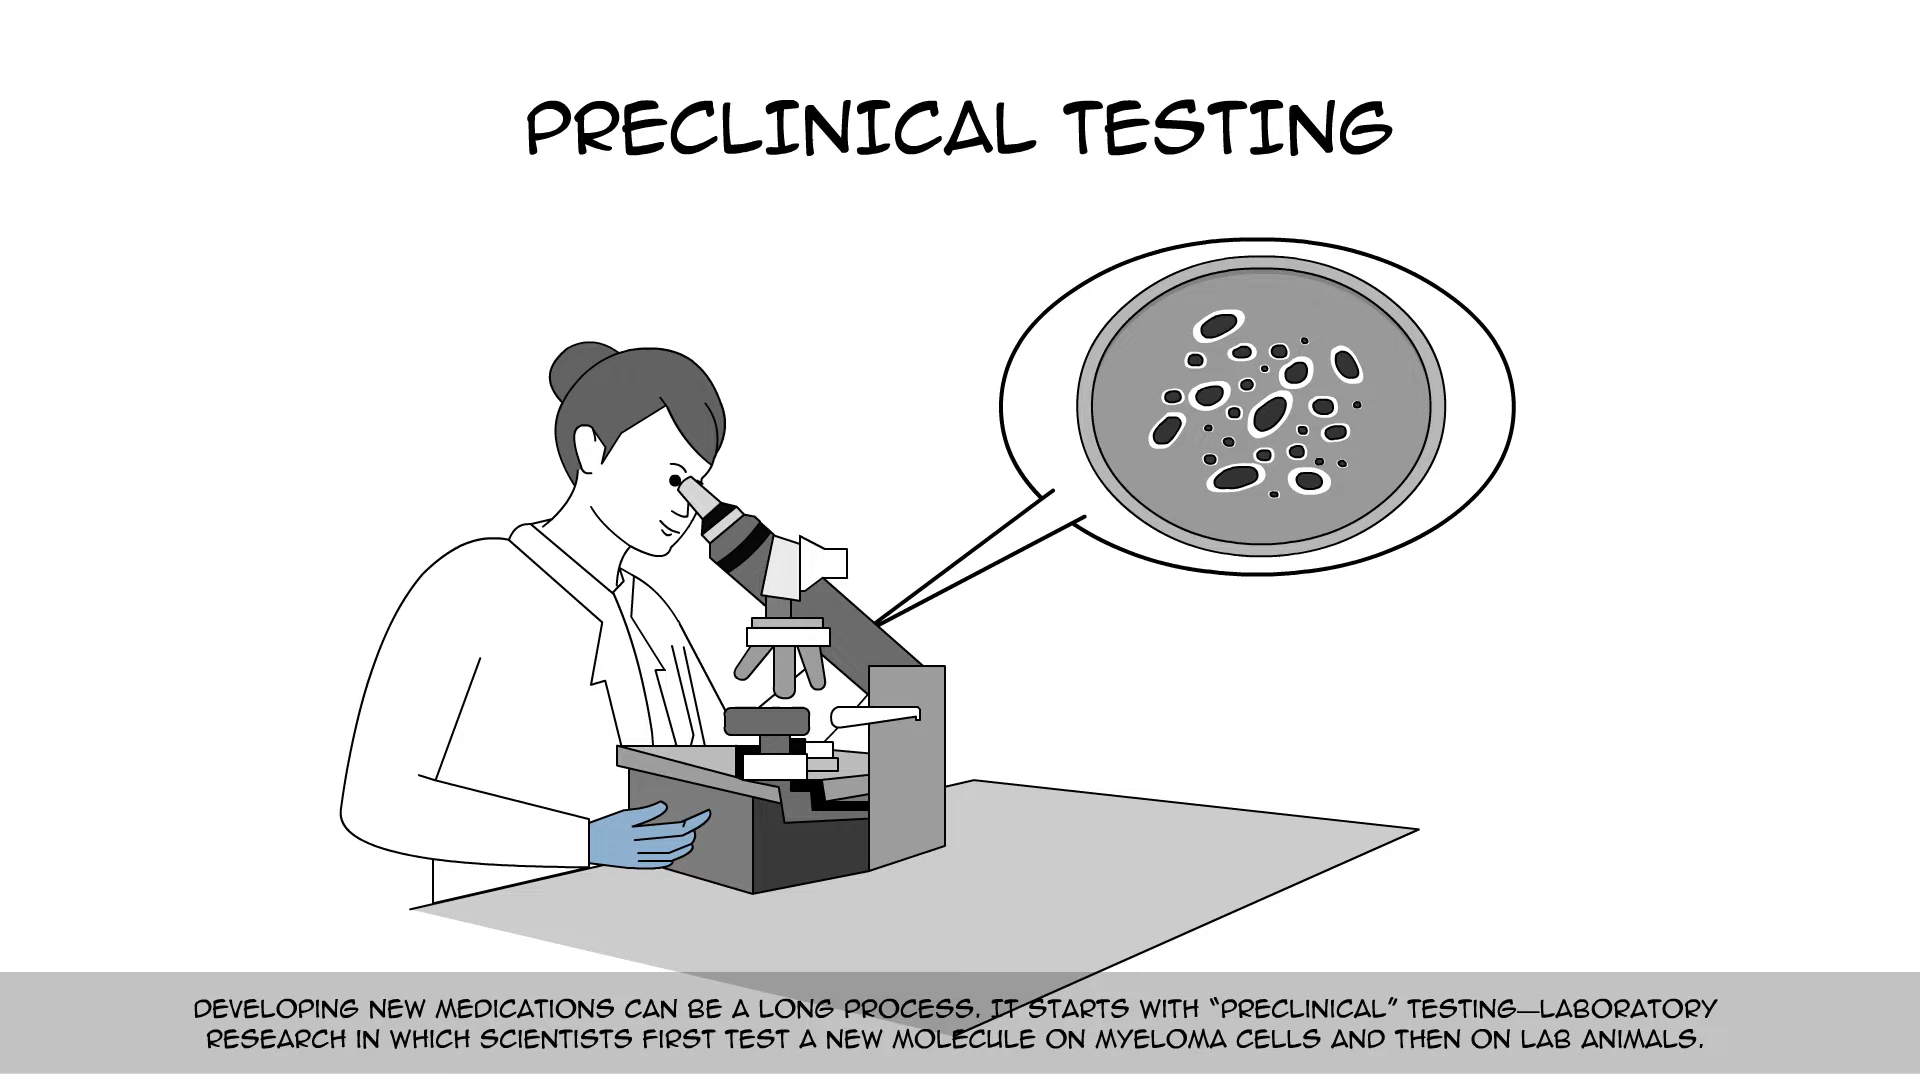 PRECLINICAL TESTING
DEVELOPING NEW MEDICATIONS CAN BE A LONG PROCESS. IT STARTS WITH “PRECLINICAL” TESTING—LABORATORY
RESEARCH IN WHICH SCIENTISTS FIRST TEST A NEW MOLECULE ON MYELOMA CELLS AND THEN ON LAB ANIMALS.